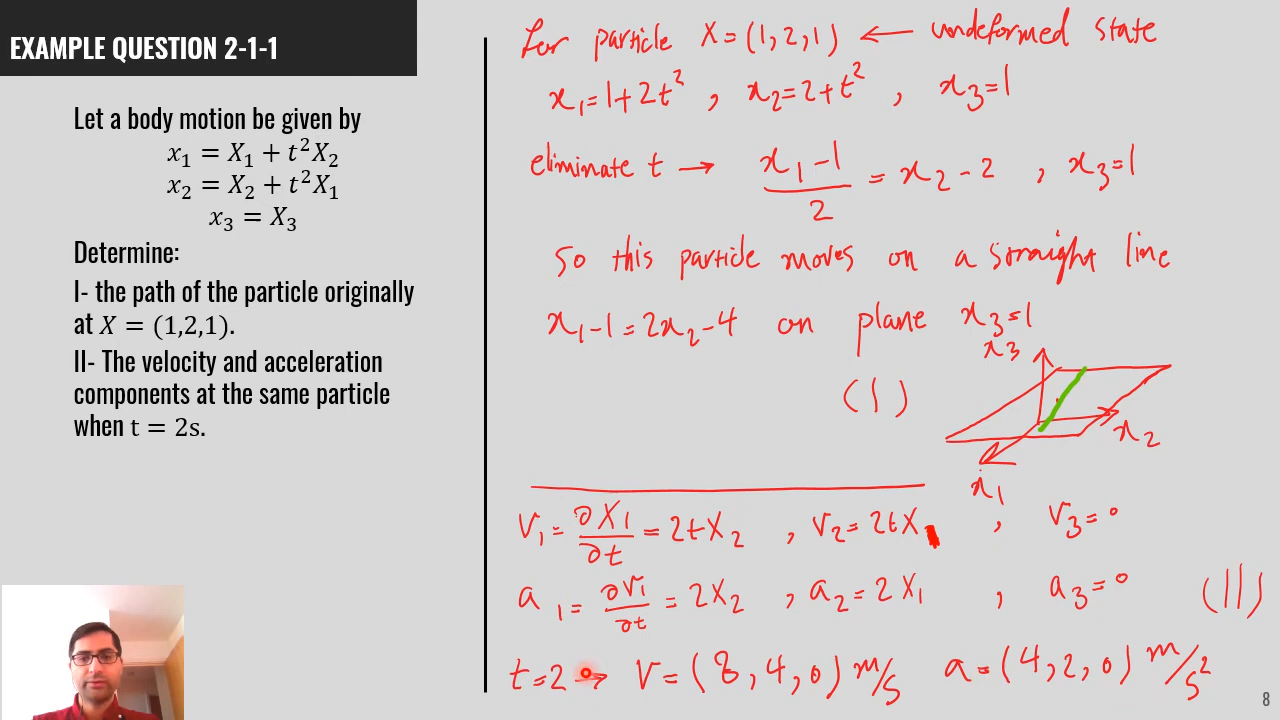 EXAMPLE QUESTION 2-1-1
Let a body motion be given by
x₁ = X₁ + t²X₂
x₂ = X₂ + t²X₁
x₃ = X₃
Determine:
I- the path of the particle originally
at X = (1,2,1).
II- The velocity and acceleration
components at the same particle
when t = 2s.
For particle X = (1, 2, 1) ← undeformed state
x₁=1+2t² , x₂=2+t² , x₃=1
eliminate t → (x₁-1)/2 = x₂-2 , x₃=1
So this particle moves on a straight line
x₁-1=2x₂-4 on plane x₃=1
(I)
x₃
x₂
x₁
V₁=∂X₁/∂t = 2tX₂ , V₂=2tX₁ , V₃=0
a₁=∂V₁/∂t = 2X₂ , a₂=2X₁ , a₃=0 (II)
t=2 → V=(8,4,0) m/s a=(4,2,0) m/s²
8